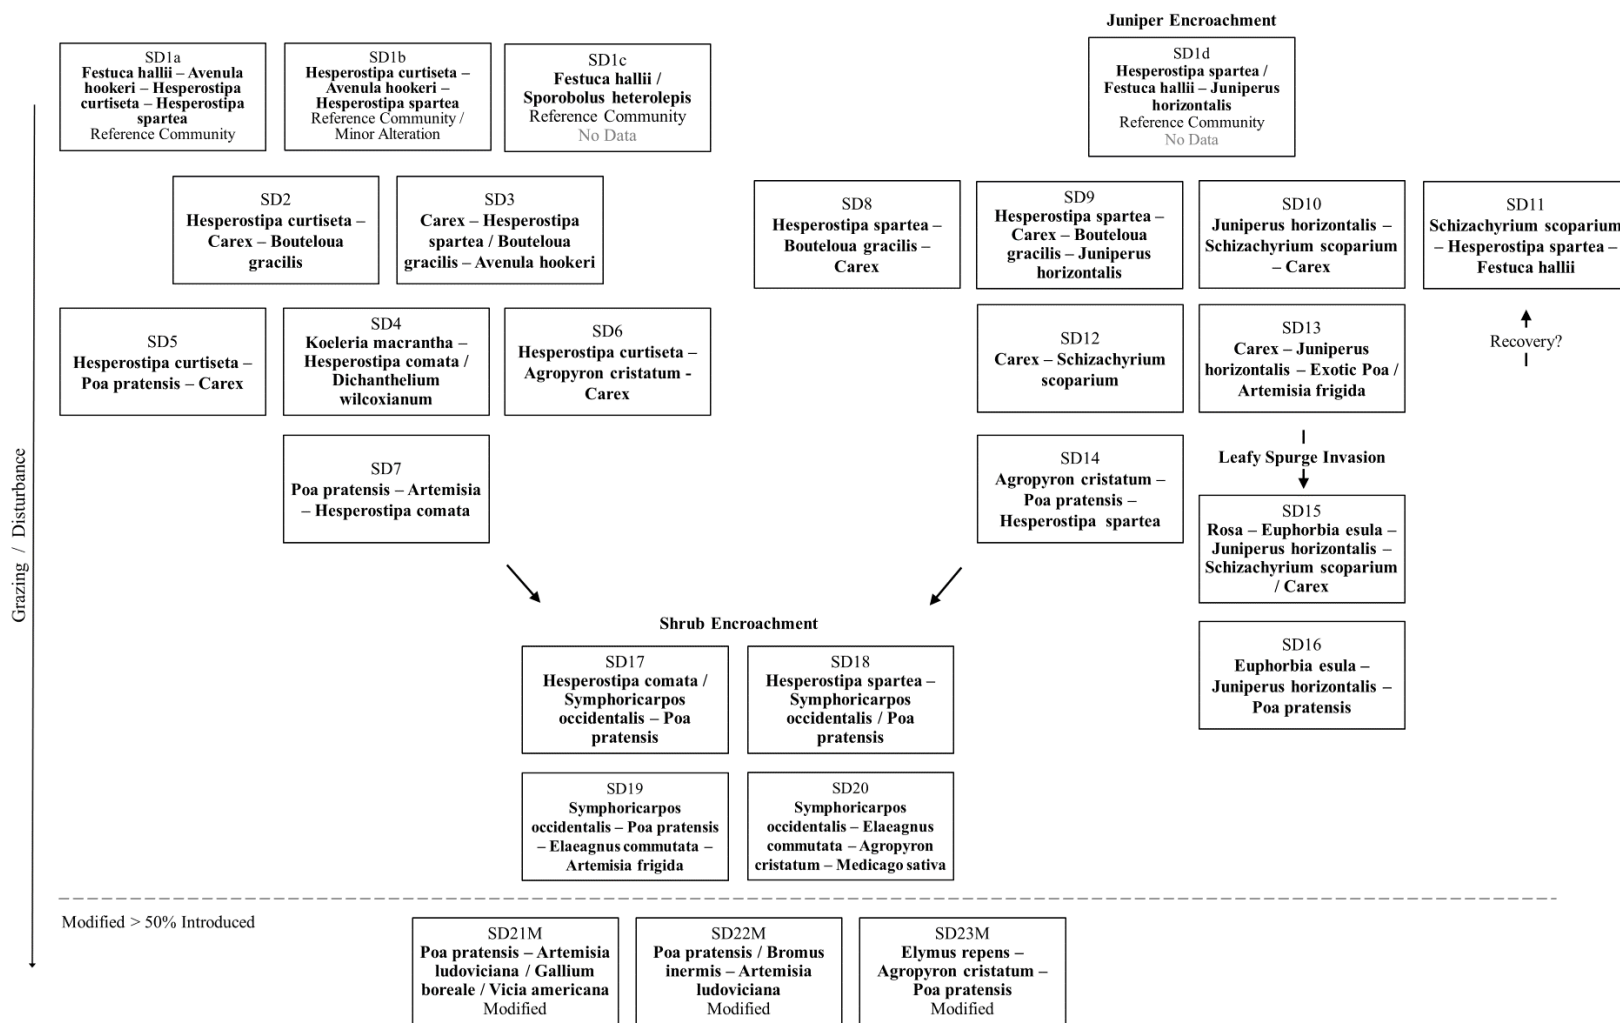 Juniper Encroachment
SD1a
Festuca hallii – Avenula
hookeri – Hesperostipa
curtiseta – Hesperostipa
spartea
Reference Community
SD1b
Hesperostipa curtiseta –
Avenula hookeri –
Hesperostipa spartea
Reference Community /
Minor Alteration
SD1c
Festuca hallii /
Sporobolus heterolepis
Reference Community
No Data
SD1d
Hesperostipa spartea /
Festuca hallii – Juniperus
horizontalis
Reference Community
No Data
SD2
Hesperostipa curtiseta –
Carex – Bouteloua
gracilis
SD3
Carex – Hesperostipa
spartea / Bouteloua
gracilis – Avenula hookeri
SD8
Hesperostipa spartea –
Bouteloua gracilis –
Carex
SD9
Hesperostipa spartea –
Carex – Bouteloua
gracilis – Juniperus
horizontalis
SD10
Juniperus horizontalis –
Schizachyrium scoparium
– Carex
SD11
Schizachyrium scoparium
– Hesperostipa spartea –
Festuca hallii
SD5
Hesperostipa curtiseta –
Poa pratensis – Carex
SD4
Koeleria macrantha –
Hesperostipa comata /
Dichanthelium
wilcoxianum
SD6
Hesperostipa curtiseta –
Agropyron cristatum -
Carex
SD12
Carex – Schizachyrium
scoparium
SD13
Carex – Juniperus
horizontalis – Exotic Poa /
Artemisia frigida
Recovery?
SD7
Poa pratensis – Artemisia
– Hesperostipa comata
SD14
Agropyron cristatum –
Poa pratensis –
Hesperostipa spartea
Leafy Spurge Invasion
SD15
Rosa – Euphorbia esula –
Juniperus horizontalis –
Schizachyrium scoparium
/ Carex
Grazing / Disturbance
Shrub Encroachment
SD17
Hesperostipa comata /
Symphoricarpos
occidentalis – Poa
pratensis
SD18
Hesperostipa spartea –
Symphoricarpos
occidentalis / Poa
pratensis
SD16
Euphorbia esula –
Juniperus horizontalis –
Poa pratensis
SD19
Symphoricarpos
occidentalis – Poa pratensis
– Elaeagnus commutata –
Artemisia frigida
SD20
Symphoricarpos
occidentalis – Elaeagnus
commutata – Agropyron
cristatum – Medicago sativa
Modified > 50% Introduced
SD21M
Poa pratensis – Artemisia
ludoviciana / Gallium
boreale / Vicia americana
Modified
SD22M
Poa pratensis / Bromus
inermis – Artemisia
ludoviciana
Modified
SD23M
Elymus repens –
Agropyron cristatum –
Poa pratensis
Modified